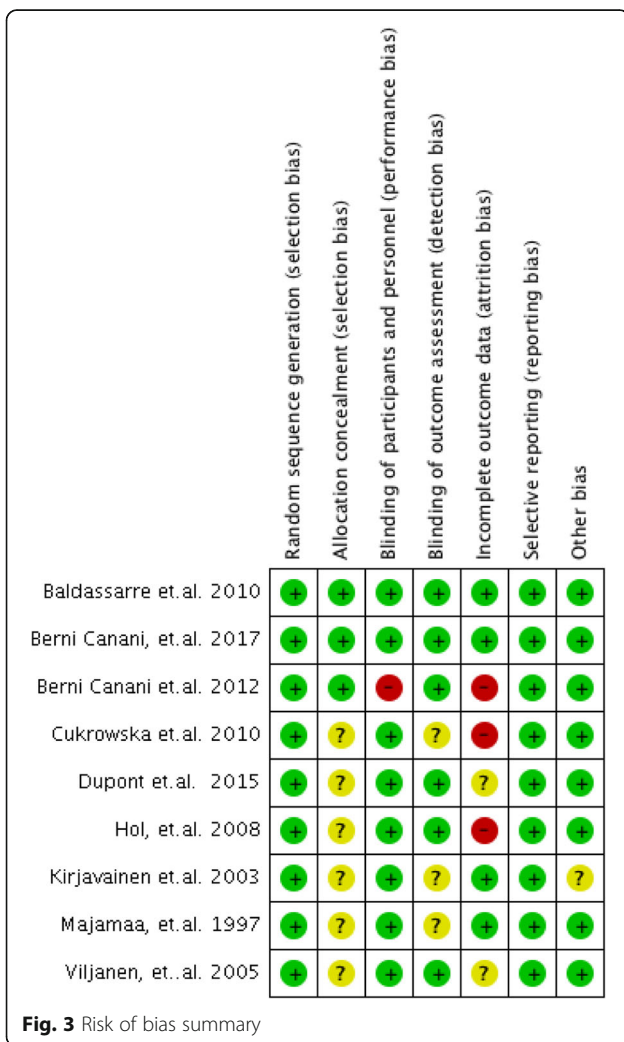 Random sequence generation (selection bias)
Allocation concealment (selection bias)
Blinding of participants and personnel (performance bias)
Blinding of outcome assessment (detection bias)
Incomplete outcome data (attrition bias)
Selective reporting (reporting bias)
Other bias
Baldassarre et.al. 2010 + + + + + + +
Berni Canani, et.al. 2017 + + + + + + +
Berni Canani et.al. 2012 + + - + - + +
Cukrowska et.al. 2010 + ? + ? - + +
Dupont et.al. 2015 + ? + + ? + +
Hol, et.al. 2008 + ? + + - + +
Kirjavainen et.al. 2003 + ? + ? + + ?
Majamaa, et.al. 1997 + ? + ? + + +
Viljanen, et..al. 2005 + ? + + ? + +
Fig. 3 Risk of bias summary